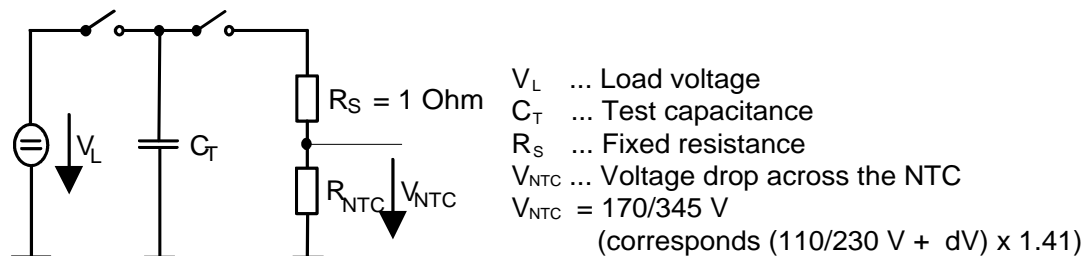 V_L
C_T
R_S = 1 Ohm
R_NTC
V_NTC
V_L ... Load voltage
C_T ... Test capacitance
R_S ... Fixed resistance
V_NTC ... Voltage drop across the NTC
V_NTC = 170/345 V
(corresponds (110/230 V + dV) x 1.41)